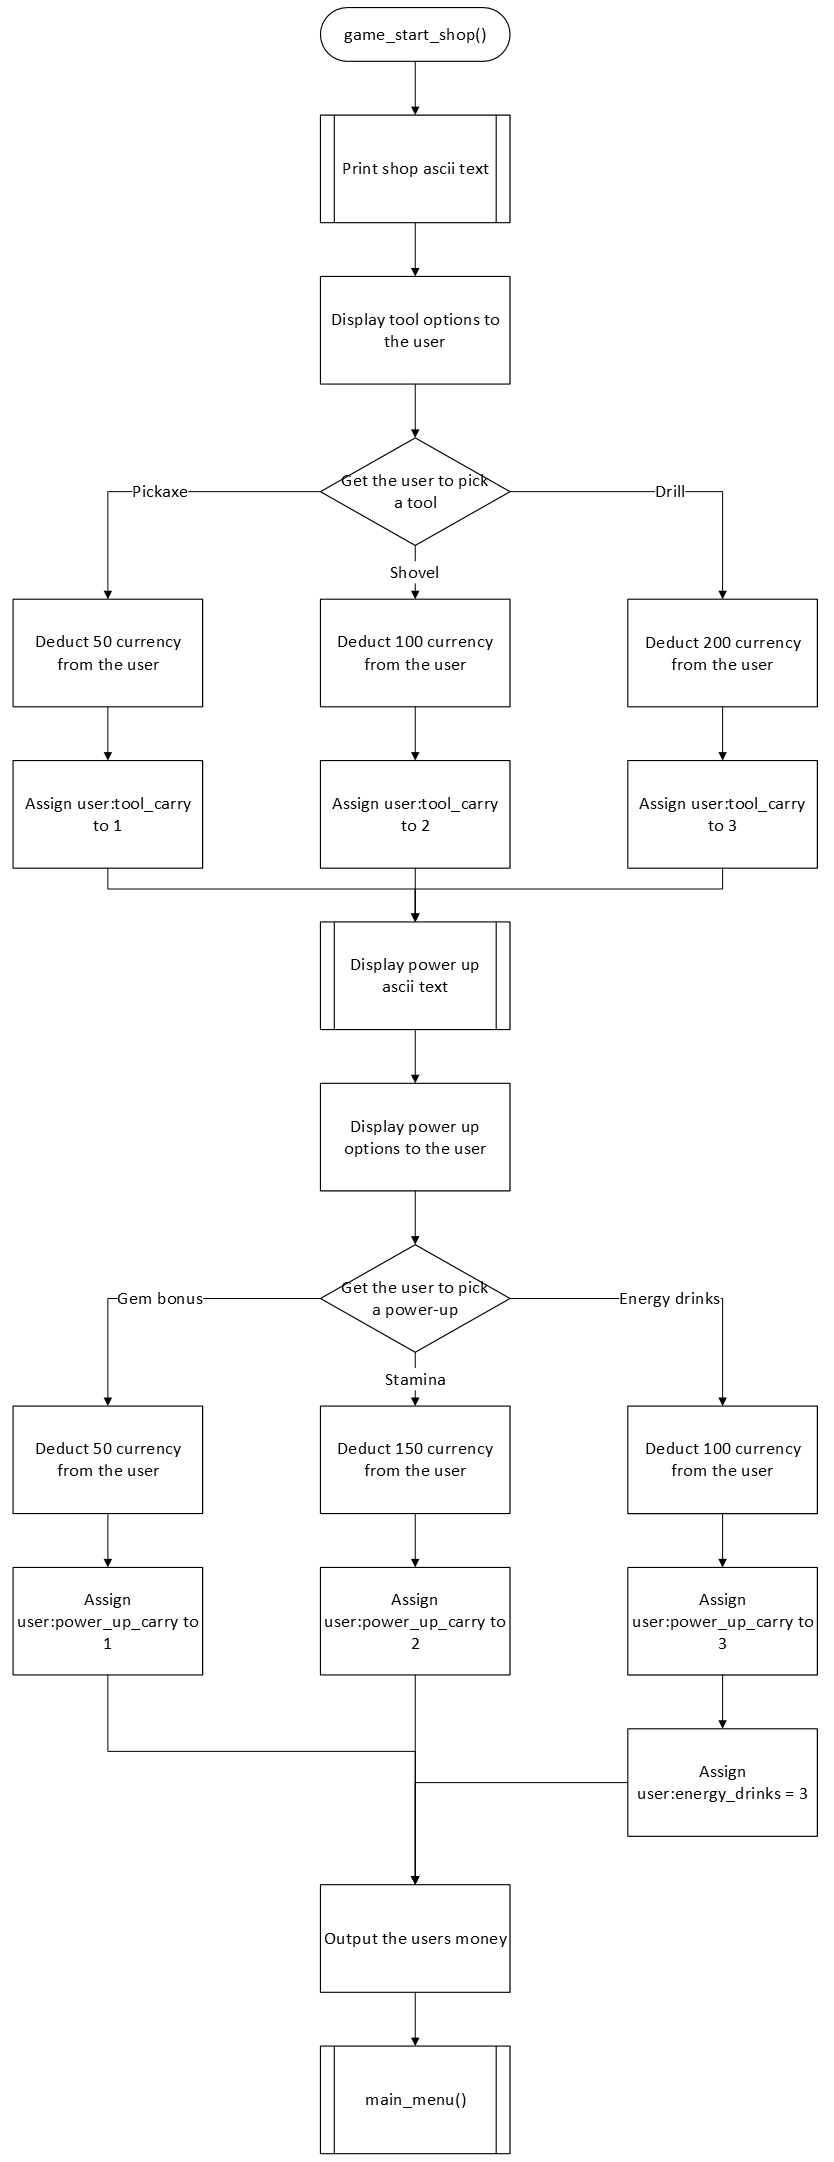 game_start_shop()
Print shop ascii text
Display tool options to
the user
Get the user to pick
a tool
Pickaxe
Drill
Shovel
Deduct 50 currency
from the user
Deduct 100 currency
from the user
Deduct 200 currency
from the user
Assign user:tool_carry
to 1
Assign user:tool_carry
to 2
Assign user:tool_carry
to 3
Display power up
ascii text
Display power up
options to the user
Get the user to pick
a power-up
Gem bonus
Energy drinks
Stamina
Deduct 50 currency
from the user
Deduct 150 currency
from the user
Deduct 100 currency
from the user
Assign
user:power_up_carry to
1
Assign
user:power_up_carry to
2
Assign
user:power_up_carry to
3
Assign
user:energy_drinks = 3
Output the users money
main_menu()